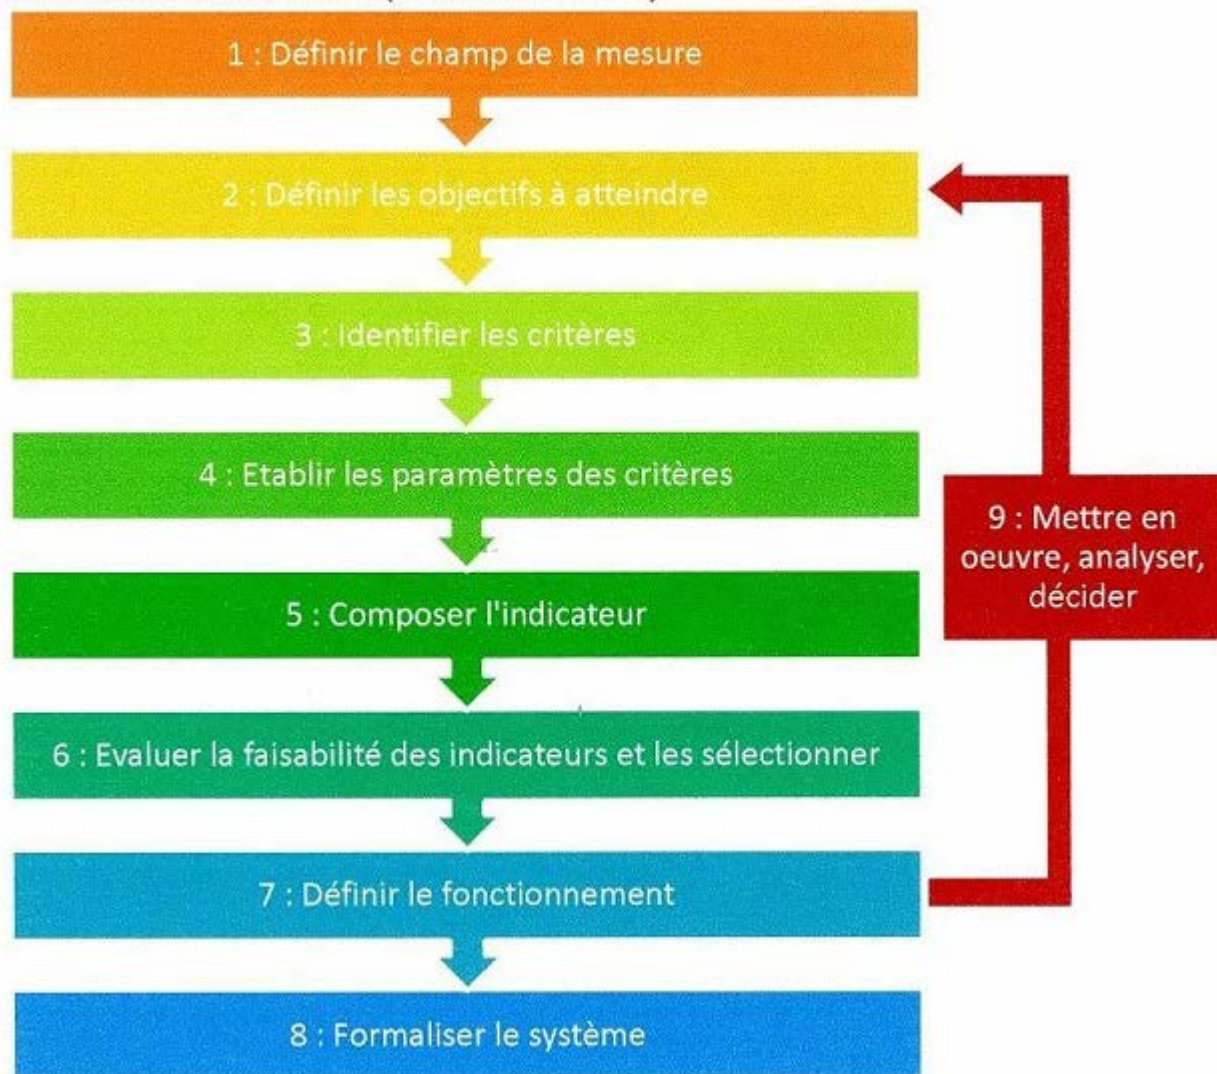 1 : Définir le champ de la mesure
2 : Définir les objectifs à atteindre
3 : Identifier les critères
4 : Etablir les paramètres des critères
9 : Mettre en
oeuvre, analyser,
décider
5 : Composer l'indicateur
6 : Evaluer la faisabilité des indicateurs et les sélectionner
7 : Définir le fonctionnement
8 : Formaliser le système